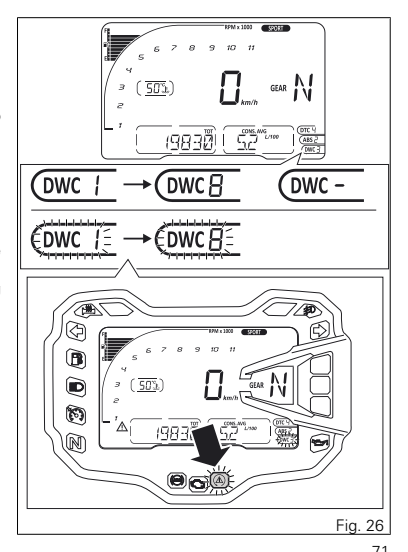 RPM x 1000 SPORT
6 7 8 9 10 11
5
4
3
2
1
50%
0 km/h
GEAR N
TOT
19830
CONS. AVG
5.2 L/100
DTC 4
ABS 2
DWC 3
DWC 1 → DWC 8 DWC -
DWC 1 → DWC 8
RPM x 1000 SPORT
6 7 8 9 10 11
5
4
3
2
1
50%
0 km/h
GEAR N
TOT
1983
CONS. AVG
5.2 L/100
DTC 4
ABS 2
N
Fig. 26
71